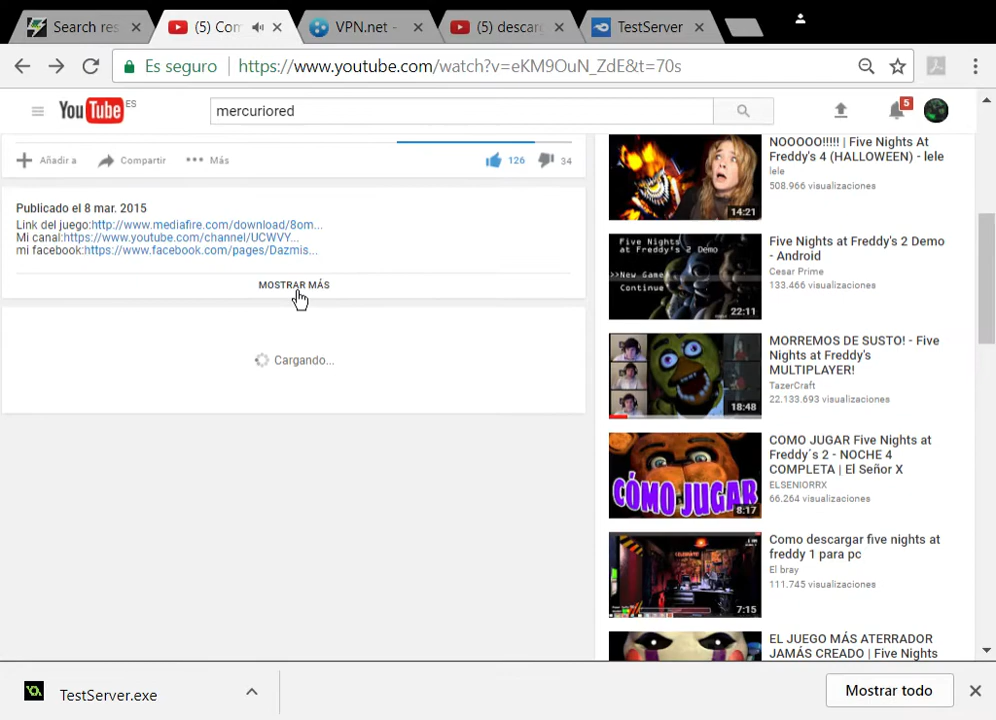 Search res
(5) Com
VPN.net -
(5) descar
TestServer
Es seguro
https://www.youtube.com/watch?v=eKM9OuN_ZdE&t=70s
YouTube ES
mercuriored
5
Añadir a
Compartir
Más
126
34
Publicado el 8 mar. 2015
Link del juego:http://www.mediafire.com/download/8om...
Mi canal:https://www.youtube.com/channel/UCWVY...
mi facebook:https://www.facebook.com/pages/Dazmis...
MOSTRAR MÁS
Cargando...
NOOOO!!!!! | Five Nights At
Freddy's 4 (HALLOWEEN) - lele
lele
508.966 visualizaciones
14:21
Five Nights at Freddy's 2 Demo
- Android
Cesar Prime
133.466 visualizaciones
Five Nights
at Freddy's 2 Demo
>>New Game
Continue
22:11
MORREMOS DE SUSTO! - Five
Nights at Freddy's
MULTIPLAYER!
TazerCraft
22.133.693 visualizaciones
18:48
COMO JUGAR Five Nights at
Freddy´s 2 - NOCHE 4
COMPLETA | El Señor X
ELSENIORRX
66.264 visualizaciones
CÓMO JUGAR
8:17
Como descargar five nights at
freddy 1 para pc
El bray
111.745 visualizaciones
7:15
EL JUEGO MÁS ATERRADOR
JAMÁS CREADO | Five Nights
TestServer.exe
Mostrar todo